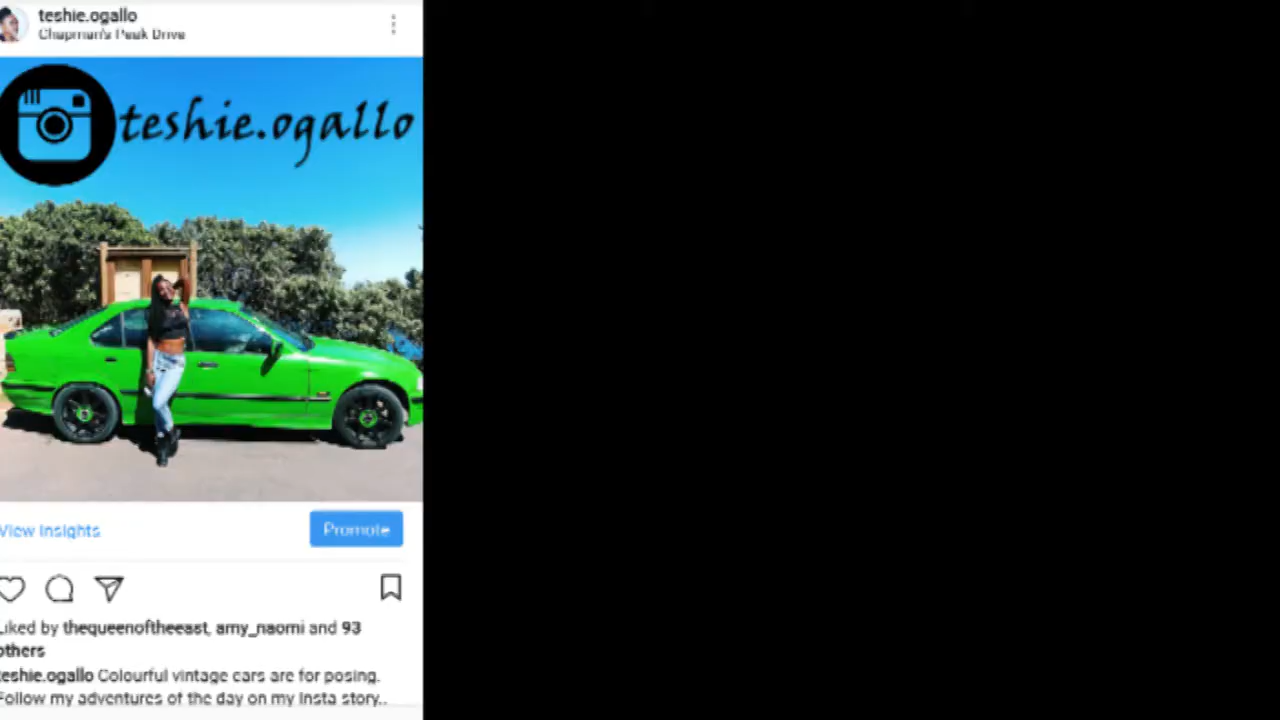 teshie.ogallo
Chapman's Peak Drive
teshie.ogallo
View Insights
Promote
Liked by thequeenoftheeast, amy_naomi and 93
others
teshie.ogallo Colourful vintage cars are for posing.
Follow my adventures of the day on my Insta story..